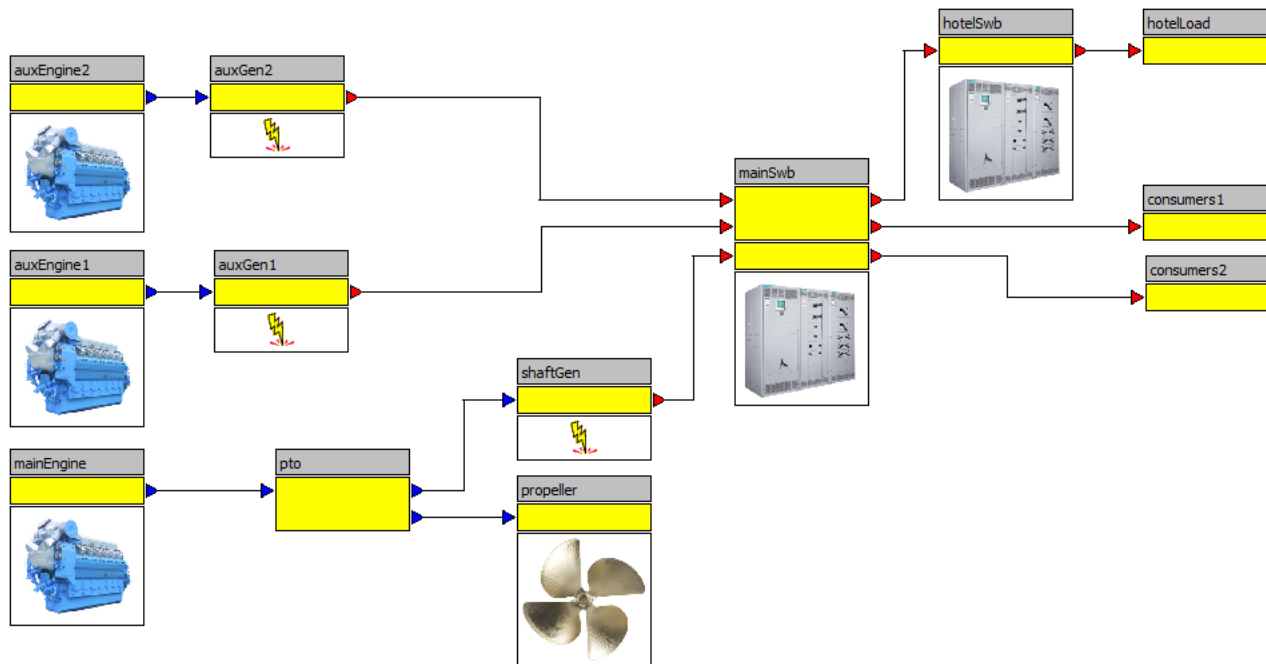 hotelSwb
hotelLoad
auxEngine2
auxGen2
mainSwb
consumers1
auxEngine1
auxGen1
consumers2
shaftGen
mainEngine
pto
propeller